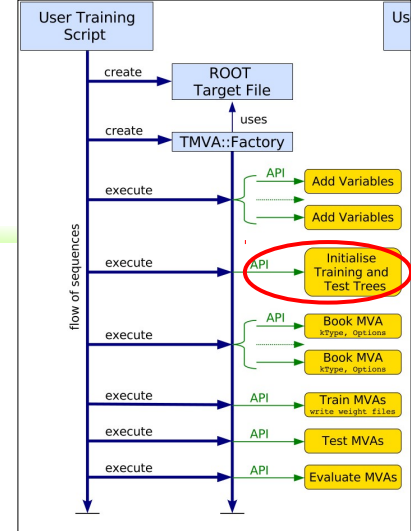 User Training
Script
Us
create
ROOT
Target File
uses
create
TMVA::Factory
API
Add Variables
execute
Add Variables
flow of sequences
execute
API
Initialise
Training and
Test Trees
API
Book MVA
kType, Options
execute
Book MVA
kType, Options
execute
API
Train MVAs
write weight files
execute
API
Test MVAs
execute
API
Evaluate MVAs